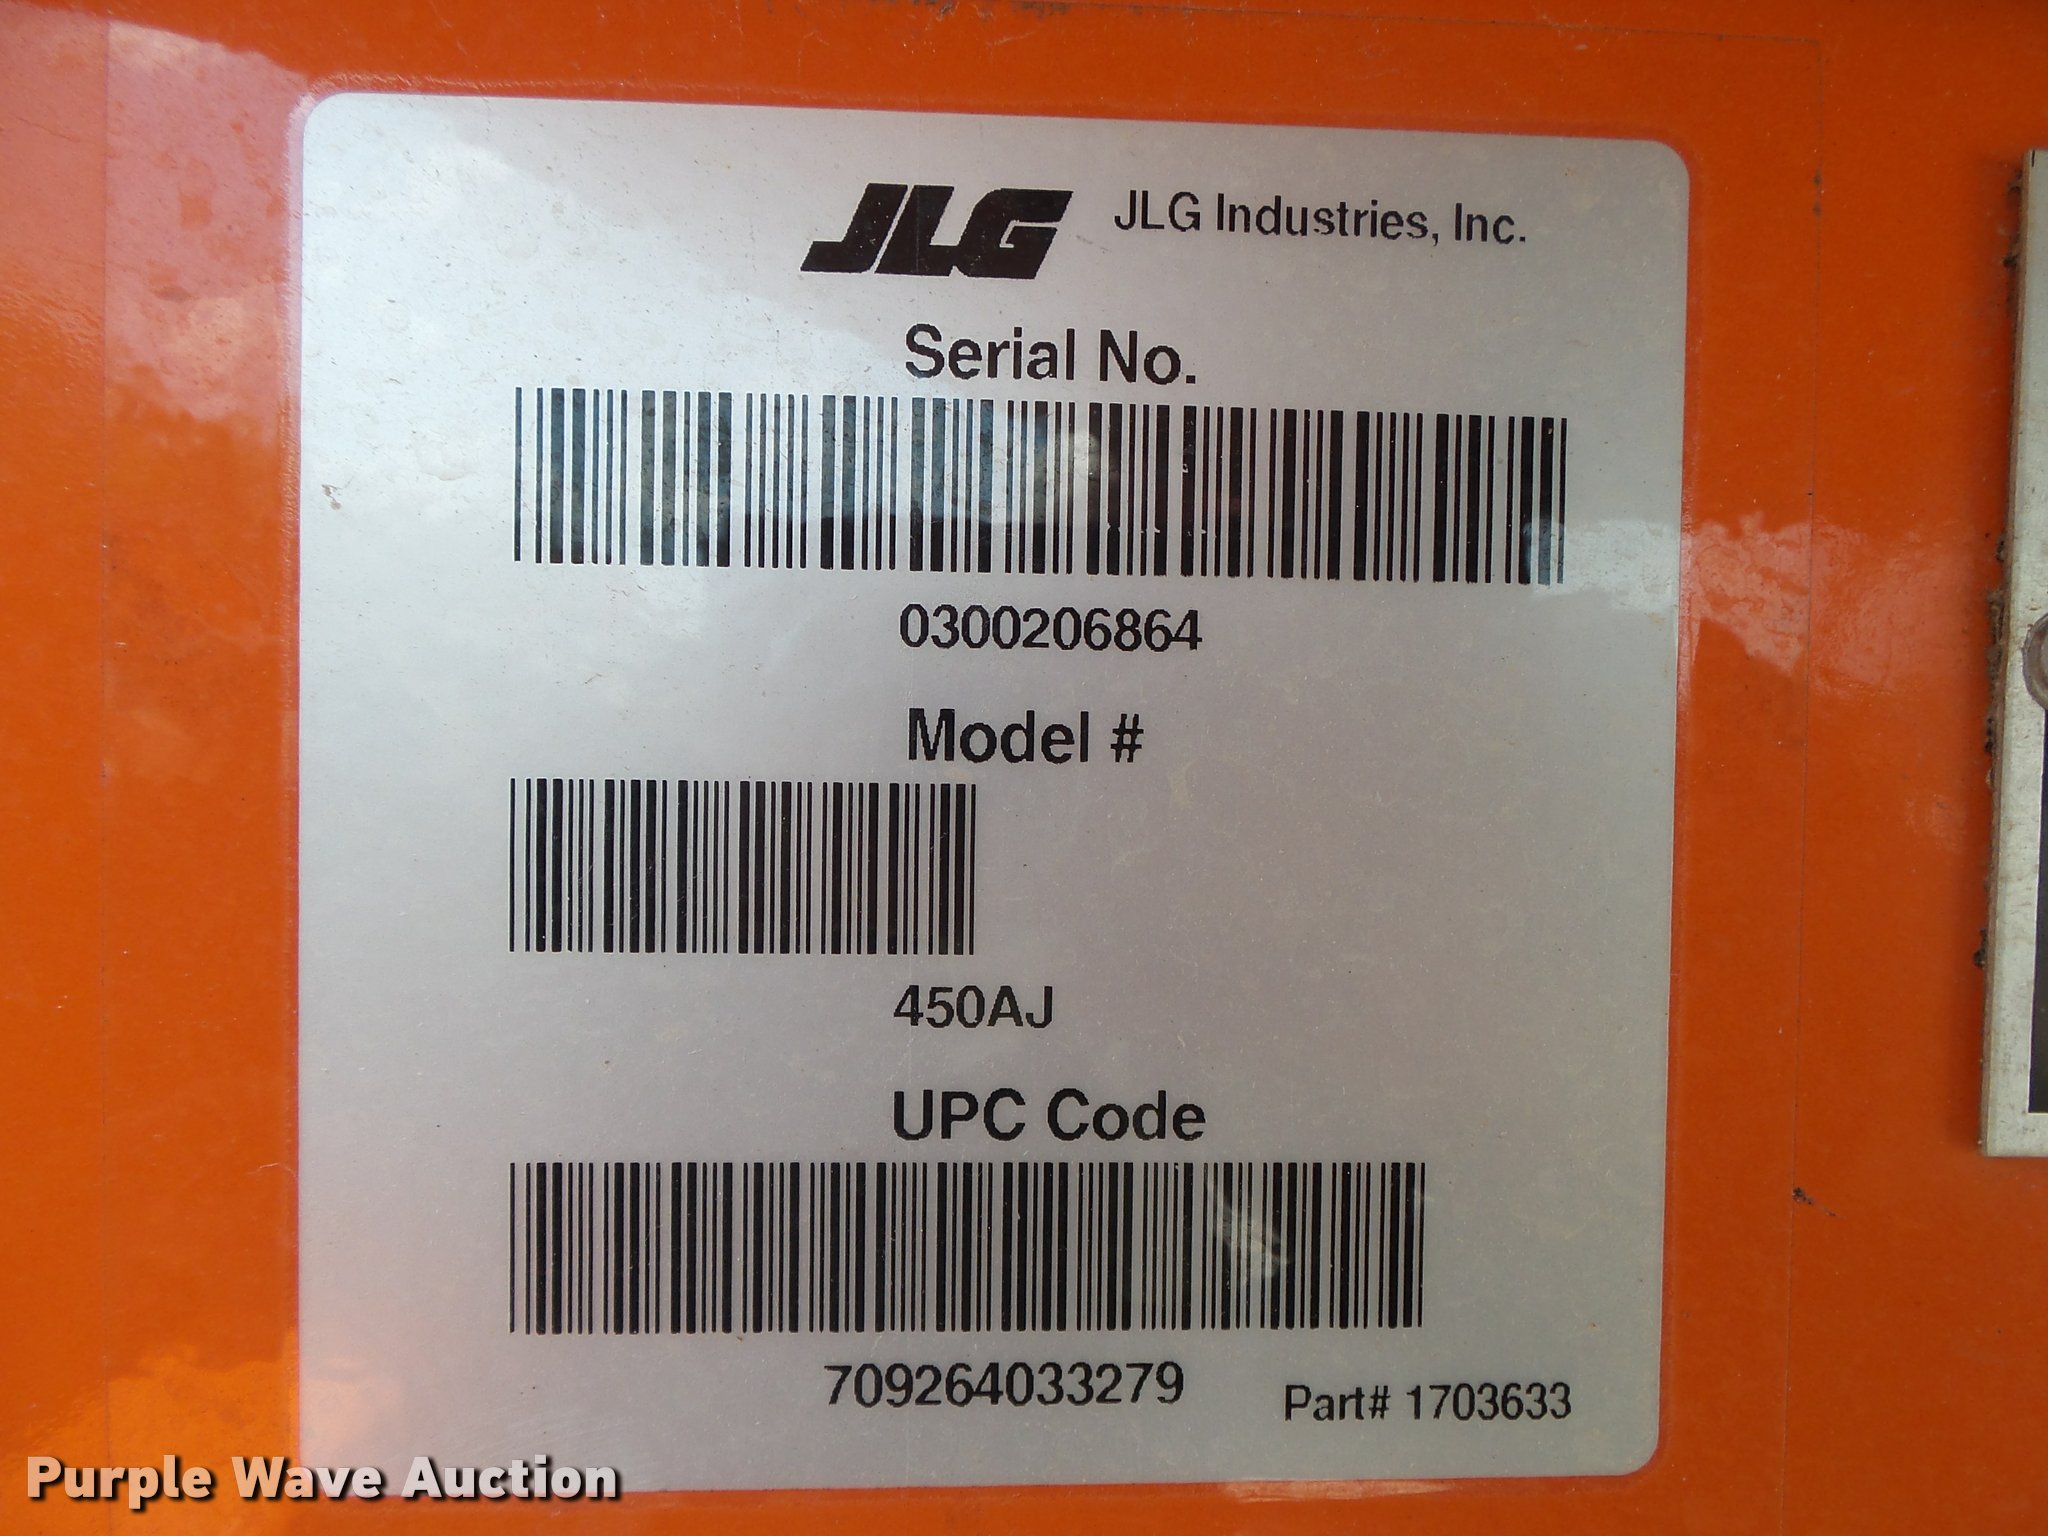 JLG JLG Industries, Inc.
Serial No.
0300206864
Model #
450AJ
UPC Code
709264033279
Part# 1703633
Purple Wave Auction